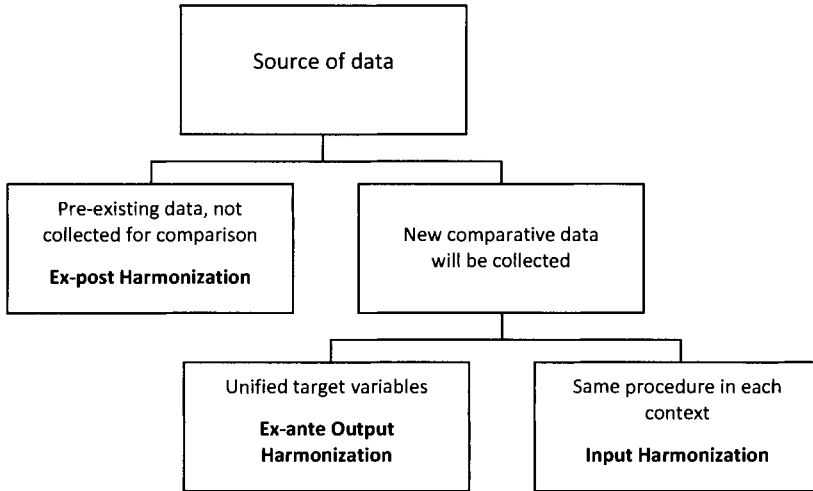 Source of data
Pre-existing data, not
collected for comparison
Ex-post Harmonization
New comparative data
will be collected
Unified target variables
Ex-ante Output
Harmonization
Same procedure in each
context
Input Harmonization